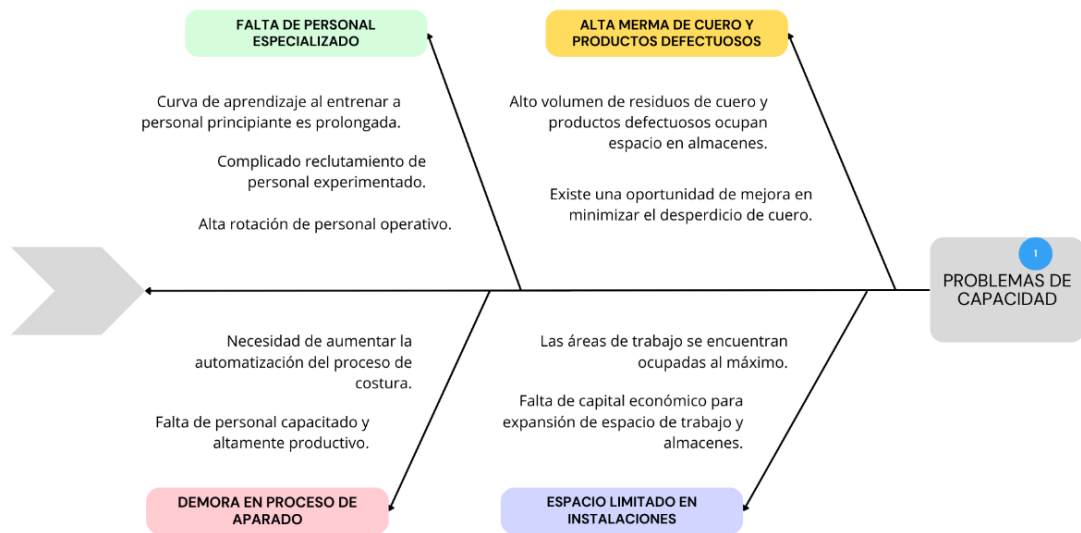 FALTA DE PERSONAL
ESPECIALIZADO
ALTA MERMA DE CUERO Y
PRODUCTOS DEFECTUOSOS
Curva de aprendizaje al entrenar a
personal principiante es prolongada.
Complicado reclutamiento de
personal experimentado.
Alta rotación de personal operativo.
Alto volumen de residuos de cuero y
productos defectuosos ocupan
espacio en almacenes.
Existe una oportunidad de mejora en
minimizar el desperdicio de cuero.
1
PROBLEMAS DE
CAPACIDAD
Necesidad de aumentar la
automatización del proceso de
costura.
Falta de personal capacitado y
altamente productivo.
Las áreas de trabajo se encuentran
ocupadas al máximo.
Falta de capital económico para
expansión de espacio de trabajo y
almacenes.
DEMORA EN PROCESO DE
APARADO
ESPACIO LIMITADO EN
INSTALACIONES